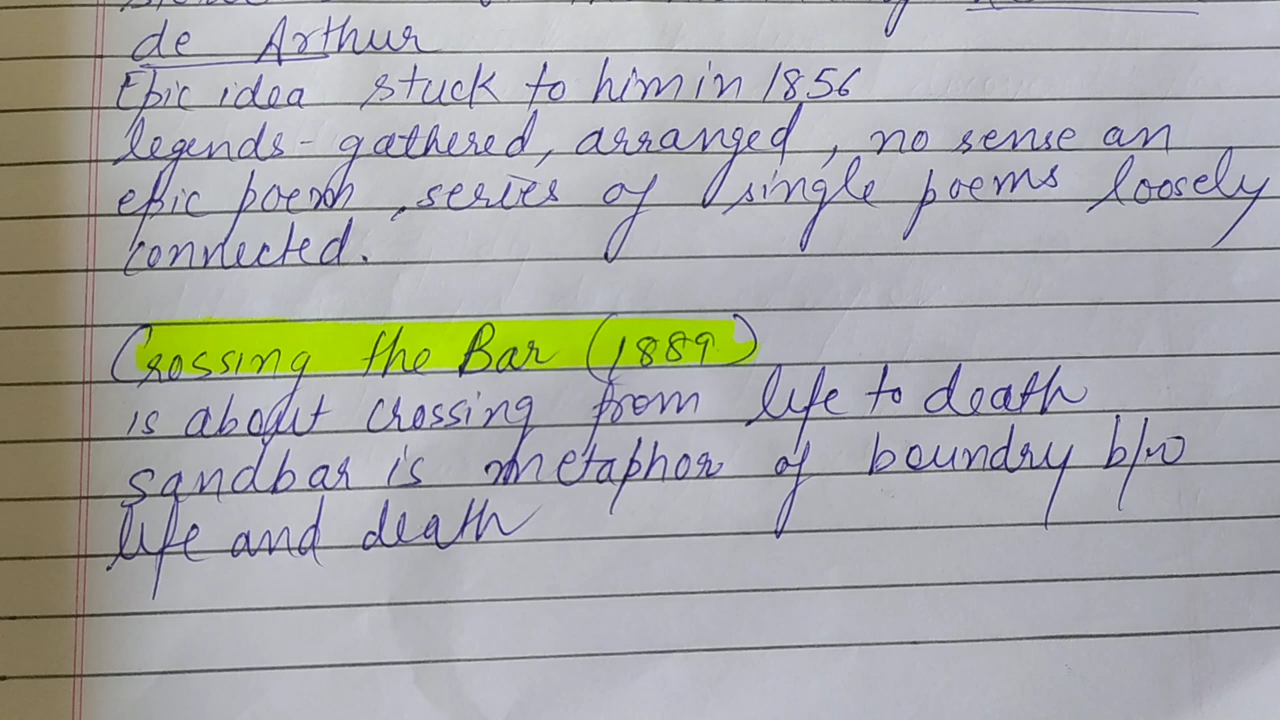 de Arthur
Epic idea stuck to him in 1856
legends - gathered, arranged, no sense an
epic poem, series of single poems loosely
connected.
Crossing the Bar (1889)
is about crossing from life to death
sandbar is metaphor of boundry b/w
life and death